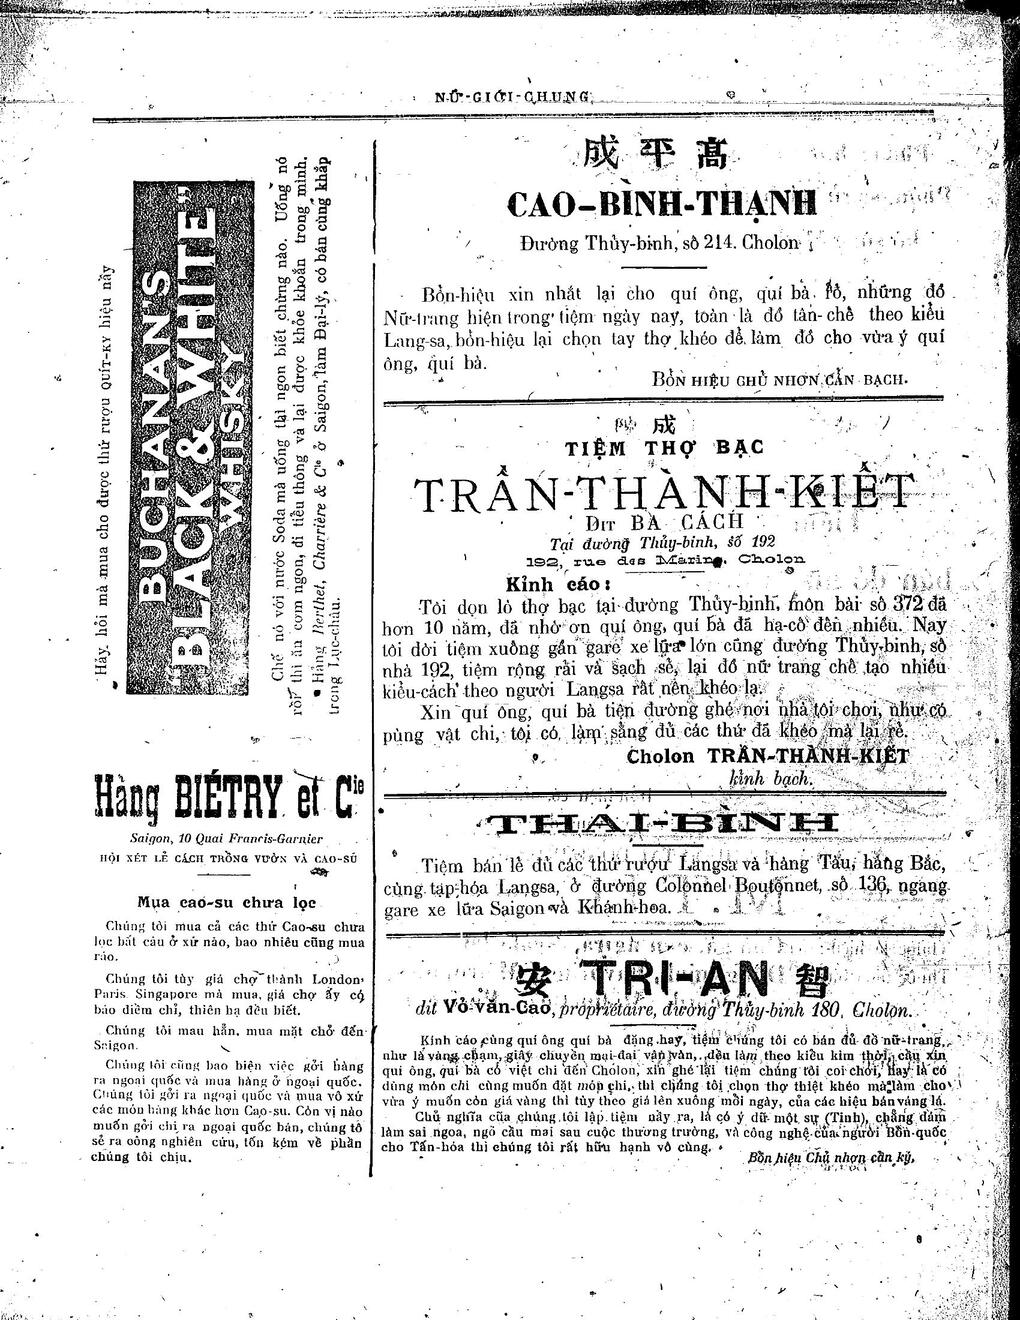 NỮ-GIỚI-CHUNG
Hãy, hỏi mà mua cho được thứ rượu QUÍT-KY hiệu nầy
BUCHANAN'S
"BLACK & WHITE"
WHISKY
Chế nó với nước Soda mà uống thì ngon biết chừng nào. Uống nó
rồi thì ăn cơm ngon, dì tiêu thông và lại được khỏe khoắn trong mình.
Hàng Berthet, Charrière & Cie ở Saigon, làm Đại-lý, có bán cũng khắp
trong Lục-châu.
Hàng BIÉTRY et Cie
Saigon, 10 Quai Francis-Garnier
HỘI XÉT LẼ CÁCH TRỒNG VƯỜN VÀ CAO-SU
Mua cao-su chưa lọc
Chúng tôi mua cả các thứ Cao-su chưa
lọc bất câu ở xứ nào, bao nhiêu cũng mua
ráo.
Chúng tôi tùy giá chợ thành London
Paris Singapore mà mua, giá chợ ấy có
báo điềm chỉ, thiên hạ đều biết.
Chúng tôi mau hẳn, mua mặt chở đến
Saigon.
Chúng tôi cũng bao biện việc gởi hàng
ra ngoại quốc và mua hàng ở ngoại quốc.
Chúng tôi gởi ra ngoại quốc và mua vô xứ
các món hàng khác hơn Cao-su. Còn vị nào
muốn gởi chi ra ngoại quốc bán, chúng tô
sẽ ra công nghiên cứu, tốn kém về phần
chúng tôi chịu.
成 平 高
CAO-BÌNH-THẠNH
Đường Thủy-binh, số 214. Cholon
Bổn-hiệu xin nhắt lại cho quí ông, quí bà rõ, những đồ
Nữ-trang hiện trong tiệm ngày nay, toàn là đồ tân-chế theo kiểu
Lang-sa, bổn-hiệu lại chọn tay thợ khéo để làm đồ cho vừa ý quí
ông, quí bà.
BỔN HIỆU CHỦ NHƠN CẨN BẠCH.
成
TIỆM THỢ BẠC
TRẦN-THÀNH-KIẾT
DIT BÀ CÁCH
Tại đường Thủy-binh, số 192
192, rue des Marins. Cholon
Kỉnh cáo:
Tôi dọn lò thợ bạc tại đường Thủy-binh, môn bài số 372 đã
hơn 10 năm, đã nhờ ơn quí ông, quí bà đã hạ-cố đến nhiều. Nay
tôi dời tiệm xuống gần gare xe lửa lớn cũng đường Thủy-binh, số
nhà 192, tiệm rộng rãi và sạch sẽ, lại đồ nữ trang chế tạo nhiều
kiểu-cách theo người Langsa rất nên khéo lạ.
Xin quí ông, quí bà tiện đường ghé nơi nhà tôi chơi, như có
pùng vật chi, tôi có làm sẵng đủ các thứ đã khéo mà lại rẻ.
Cholon TRẦN-THÀNH-KIẾT
kỉnh bạch.
THÁI-BÌNH
Tiệm bán lẻ đủ các thứ rượu Langsa và hàng Tàu, hàng Bắc,
cùng tạp-hóa Langsa, ở đường Colonnel Boutonnet, số 136, ngang
gare xe lửa Saigon và Khánh-hoa.
安 TRI-AN 智
dit Võ-văn-Cao, propriétaire, đường Thủy-binh 180, Cholon.
Kính cáo cùng quí ông quí bà đặng hay, tiệm chúng tôi có bán đủ đồ nữ-trang,
như là vàng chạm, giây chuyền mai-đai vân vân, đều làm theo kiểu kim thời, cầu xin
quí ông, quí bà có việt chi đến Cholon, xin ghé lại tiệm chúng tôi coi chơi, hay là có
dùng món chi cùng muốn đặt món chi, thì chúng tôi chọn thợ thiệt khéo mà làm cho
vừa ý muốn còn giá vàng thì tùy theo giá lên xuống mỗi ngày, của các hiệu bán vàng lá.
Chủ nghĩa của chúng tôi lập tiệm nầy ra, là có ý dữ một sự (Tinh), chẳng dám
làm sai ngoa, ngõ cầu mai sau cuộc thương trường, và công nghệ của người Bổn-quốc
cho Tấn-hóa thì chúng tôi rất hữu hạnh vô cùng.
Bổn hiệu Chủ nhơn cẩn kỷ,